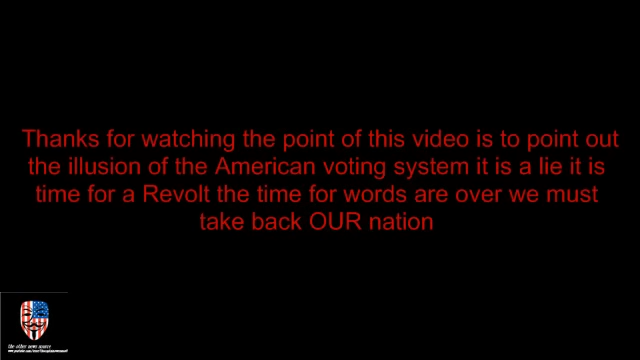 Thanks for watching the point of this video is to point out
the illusion of the American voting system it is a lie it is
time for a Revolt the time for words are over we must
take back OUR nation
the other news source